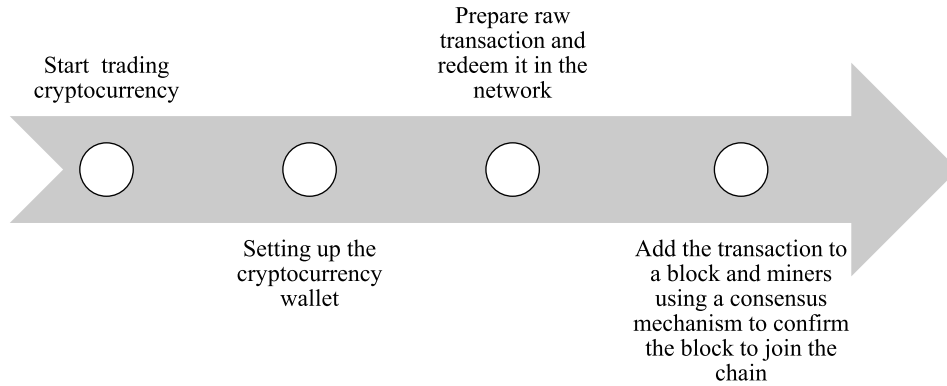 Start trading
cryptocurrency
Setting up the
cryptocurrency
wallet
Prepare raw
transaction and
redeem it in the
network
Add the transaction to
a block and miners
using a consensus
mechanism to confirm
the block to join the
chain